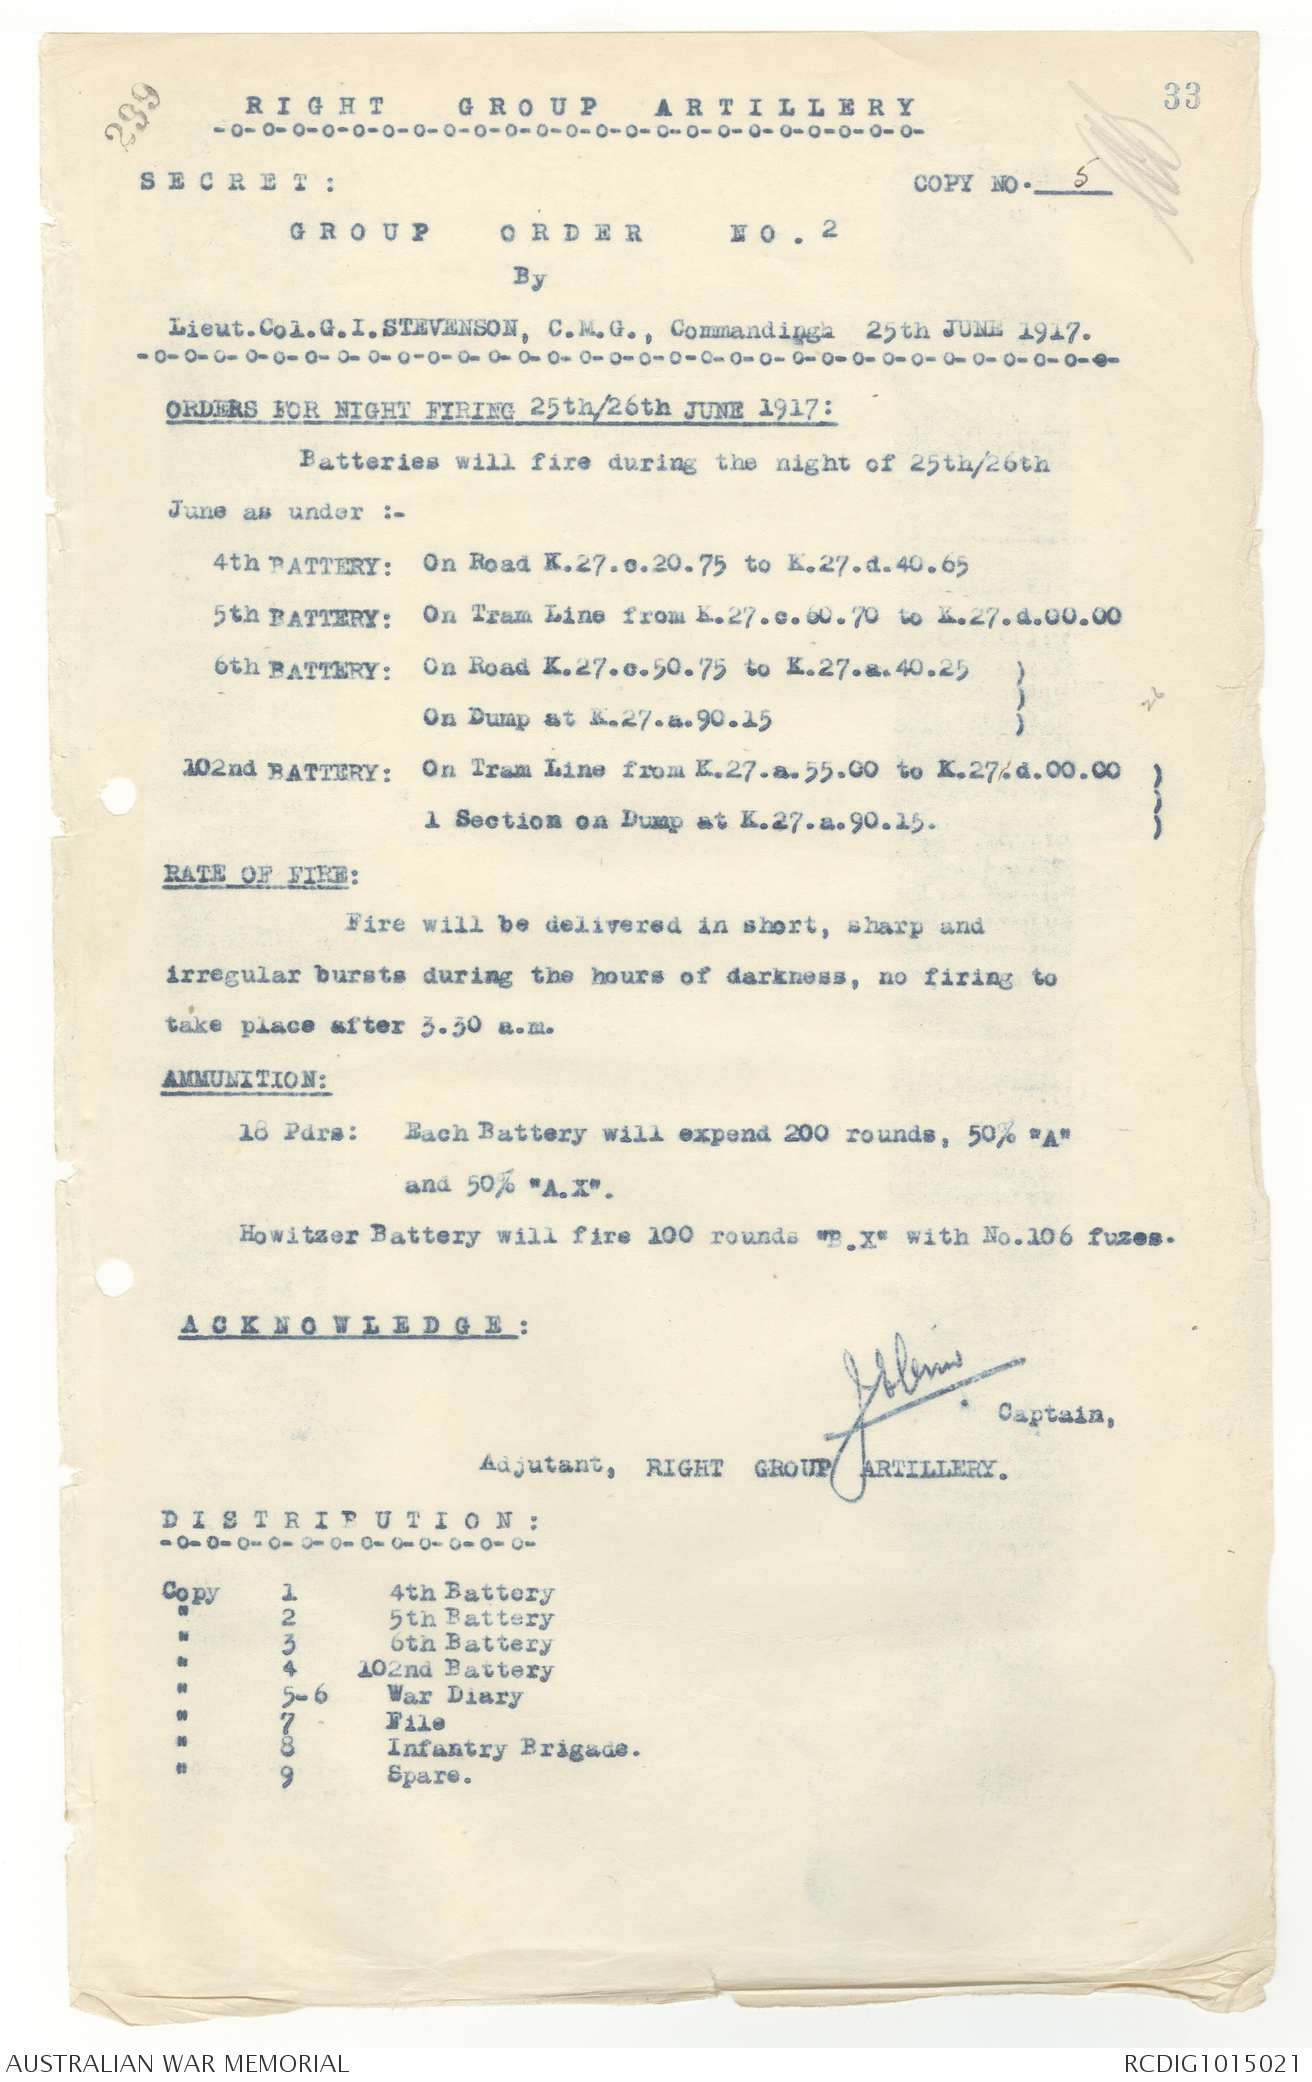 239
33
RIGHT GROUP ARTILLERY
-o-o-o-o-o-o-o-o-o-o-o-o-o-o-o-o-o-o-o-o-o-o-o-
SECRET:
COPY NO. 5
GROUP ORDER NO. 2
By
Lieut.Col.G.I.STEVENSON, C.M.G., Commandingh 25th JUNE 1917.
-o-o-o-o-o-o-o-o-o-o-o-o-o-o-o-o-o-o-o-o-o-o-o-o-o-o-o-o-o-o-o-e-
ORDERS FOR NIGHT FIRING 25th/26th JUNE 1917:
Batteries will fire during the night of 25th/26th
June as under :-
4th BATTERY: On Road K.27.c.20.75 to K.27.d.40.65
5th BATTERY: On Tram Line from K.27.c.60.70 to K.27.d.00.00
6th BATTERY: On Road K.27.c.50.75 to K.27.a.40.25 )
)
On Dump at K.27.a.90.15 )
102nd BATTERY: On Tram Line from K.27.a.55.00 to K.27.d.00.00 )
)
1 Section on Dump at K.27.a.90.15. )
RATE OF FIRE:
Fire will be delivered in short, sharp and
irregular bursts during the hours of darkness, no firing to
take place after 3.30 a.m.
AMMUNITION:
18 Pdrs: Each Battery will expend 200 rounds, 50% "A"
and 50% "A.X".
Howitzer Battery will fire 100 rounds "B.X" with No.106 fuzes.
ACKNOWLEDGE:
Captain,
Adjutant, RIGHT GROUP ARTILLERY.
DISTRIBUTION:
-o-o-o-o-o-o-o-o-o-o-o-o-
Copy 1 4th Battery
" 2 5th Battery
" 3 6th Battery
" 4 102nd Battery
" 5-6 War Diary
" 7 File
" 8 Infantry Brigade.
" 9 Spare.
AUSTRALIAN WAR MEMORIAL
RCDIG1015021